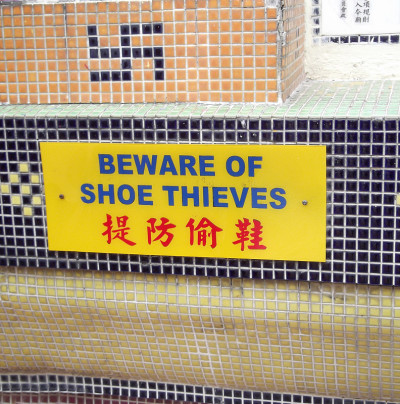 BEWARE OF
SHOE THIEVES
提防偷鞋